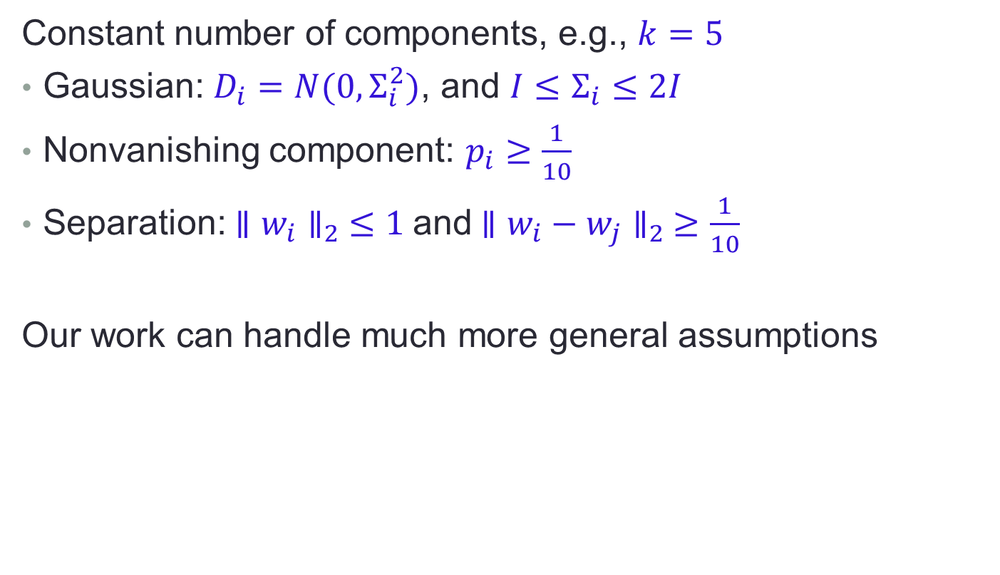 Constant number of components, e.g., $k = 5$
• Gaussian: $D_i = N(0, \Sigma_i^2)$, and $I \leq \Sigma_i \leq 2I$
• Nonvanishing component: $p_i \geq \frac{1}{10}$
• Separation: $\| w_i \|_2 \leq 1$ and $\| w_i - w_j \|_2 \geq \frac{1}{10}$
Our work can handle much more general assumptions